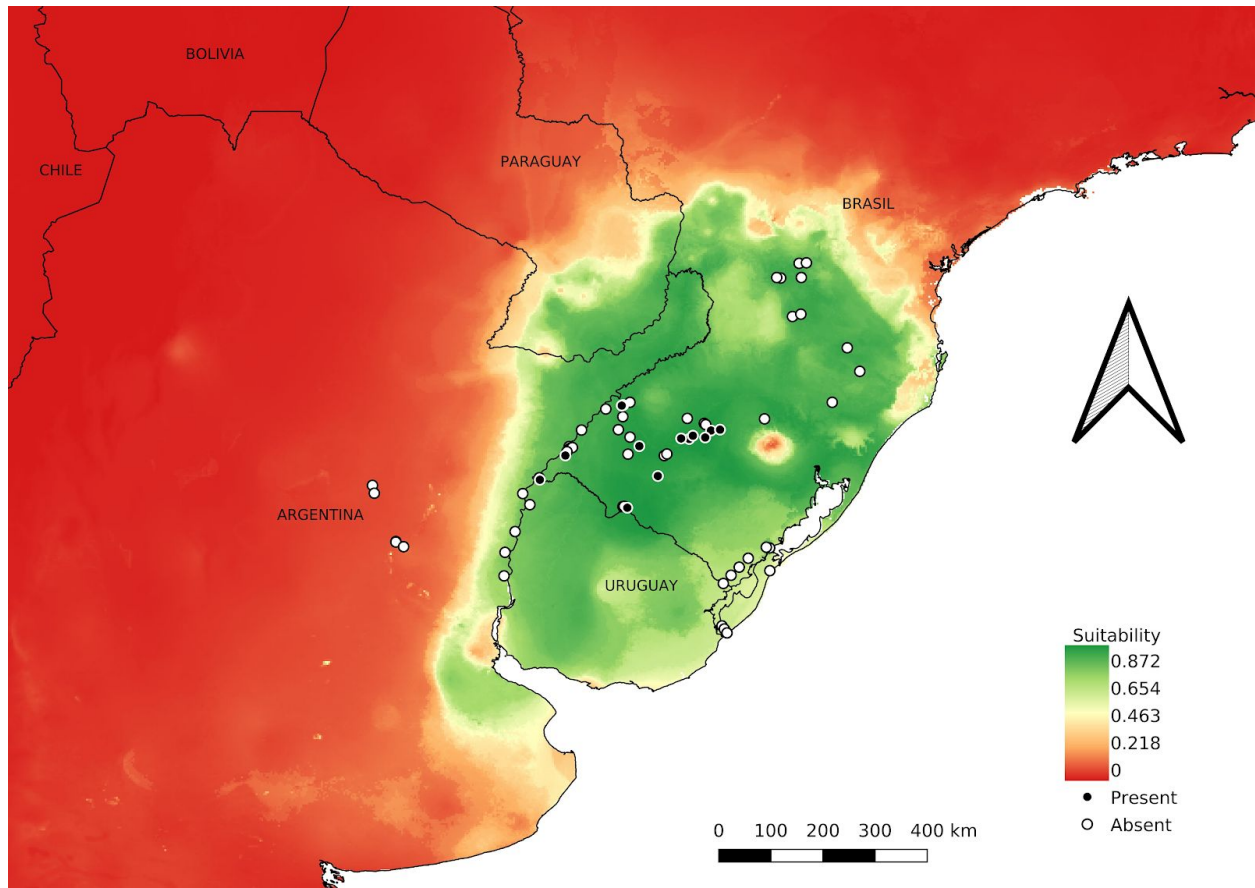 BOLIVIA
CHILE
PARAGUAY
BRASIL
ARGENTINA
URUGUAY
Suitability
0.872
0.654
0.463
0.218
0
Present
Absent
0 100 200 300 400 km